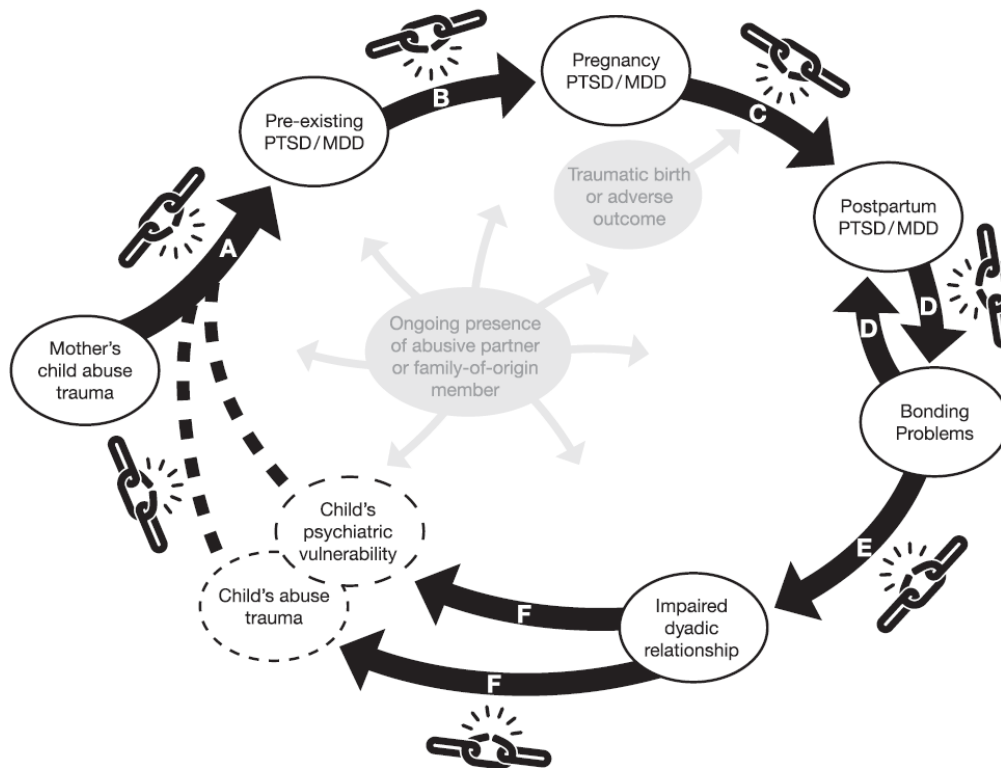 Pregnancy
PTSD/MDD
B
C
Pre-existing
PTSD/MDD
Traumatic birth
or adverse
outcome
Postpartum
PTSD/MDD
A
D
D
Mother's
child abuse
trauma
Ongoing presence
of abusive partner
or family-of-origin
member
Bonding
Problems
Child's
psychiatric
vulnerability
E
Child's abuse
trauma
F
Impaired
dyadic
relationship
F